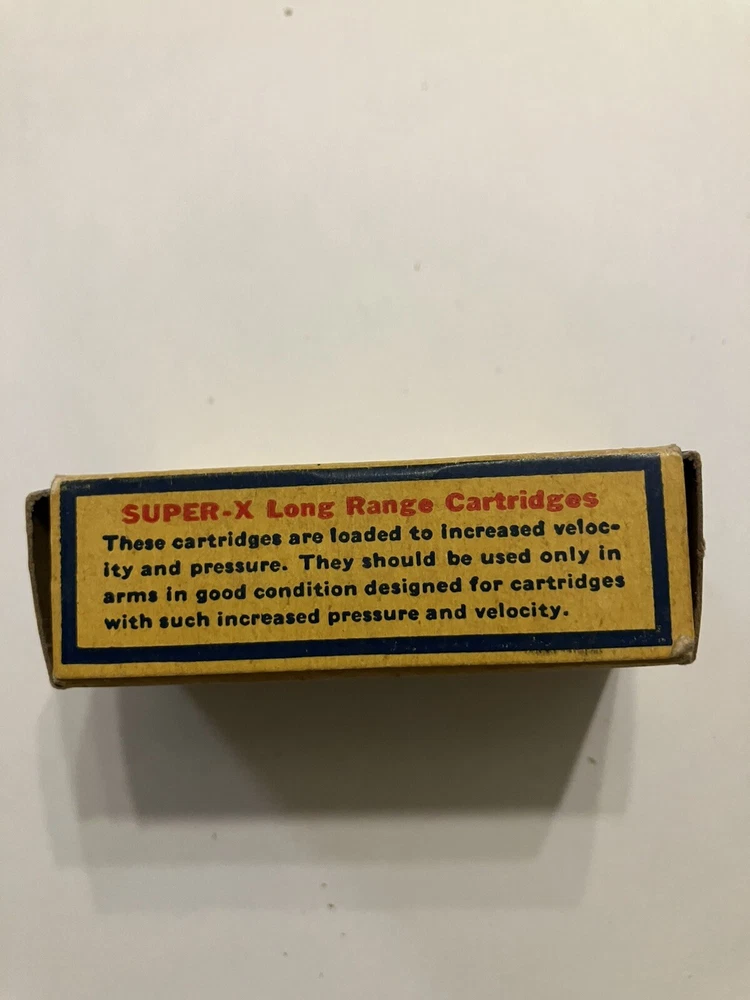 SUPER-X Long Range Cartridges
These cartridges are loaded to increased veloc-
ity and pressure. They should be used only in
arms in good condition designed for cartridges
with such increased pressure and velocity.